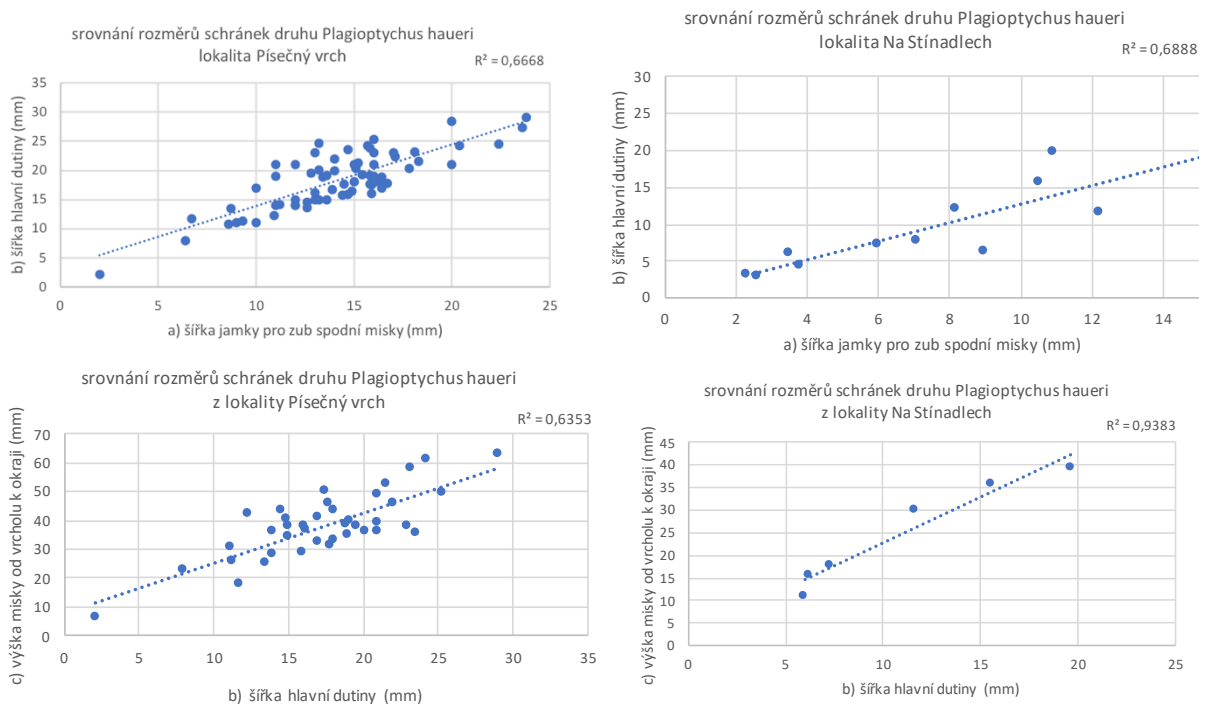 srovnání rozměrů schránek druhu Plagioptychus haueri
lokalita Písečný vrch
R² = 0,6668
b) šířka hlavní dutiny (mm)
35
30
25
20
15
10
5
0
0 5 10 15 20 25
a) šířka jamky pro zub spodní misky (mm)
srovnání rozměrů schránek druhu Plagioptychus haueri
lokalita Na Stínadlech
R² = 0,6888
b) šířka hlavní dutiny (mm)
30
25
20
15
10
5
0
0 2 4 6 8 10 12 14
a) šířka jamky pro zub spodní misky (mm)
srovnání rozměrů schránek druhu Plagioptychus haueri
z lokality Písečný vrch
R² = 0,6353
c) výška misky od vrcholu k okraji (mm)
70
60
50
40
30
20
10
0
0 5 10 15 20 25 30 35
b) šířka hlavní dutiny (mm)
srovnání rozměrů schránek druhu Plagioptychus haueri
z lokality Na Stínadlech
R² = 0,9383
c) výška misky od vrcholu k okraji (mm)
45
40
35
30
25
20
15
10
5
0
0 5 10 15 20 25
b) šířka hlavní dutiny (mm)